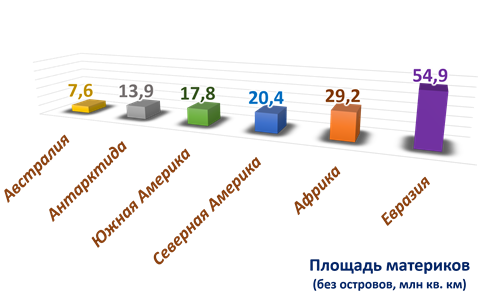 7,6
13,9
17,8
20,4
29,2
54,9
Австралия
Антарктида
Южная Америка
Северная Америка
Африка
Евразия
Площадь материков
(без островов, млн кв. км)